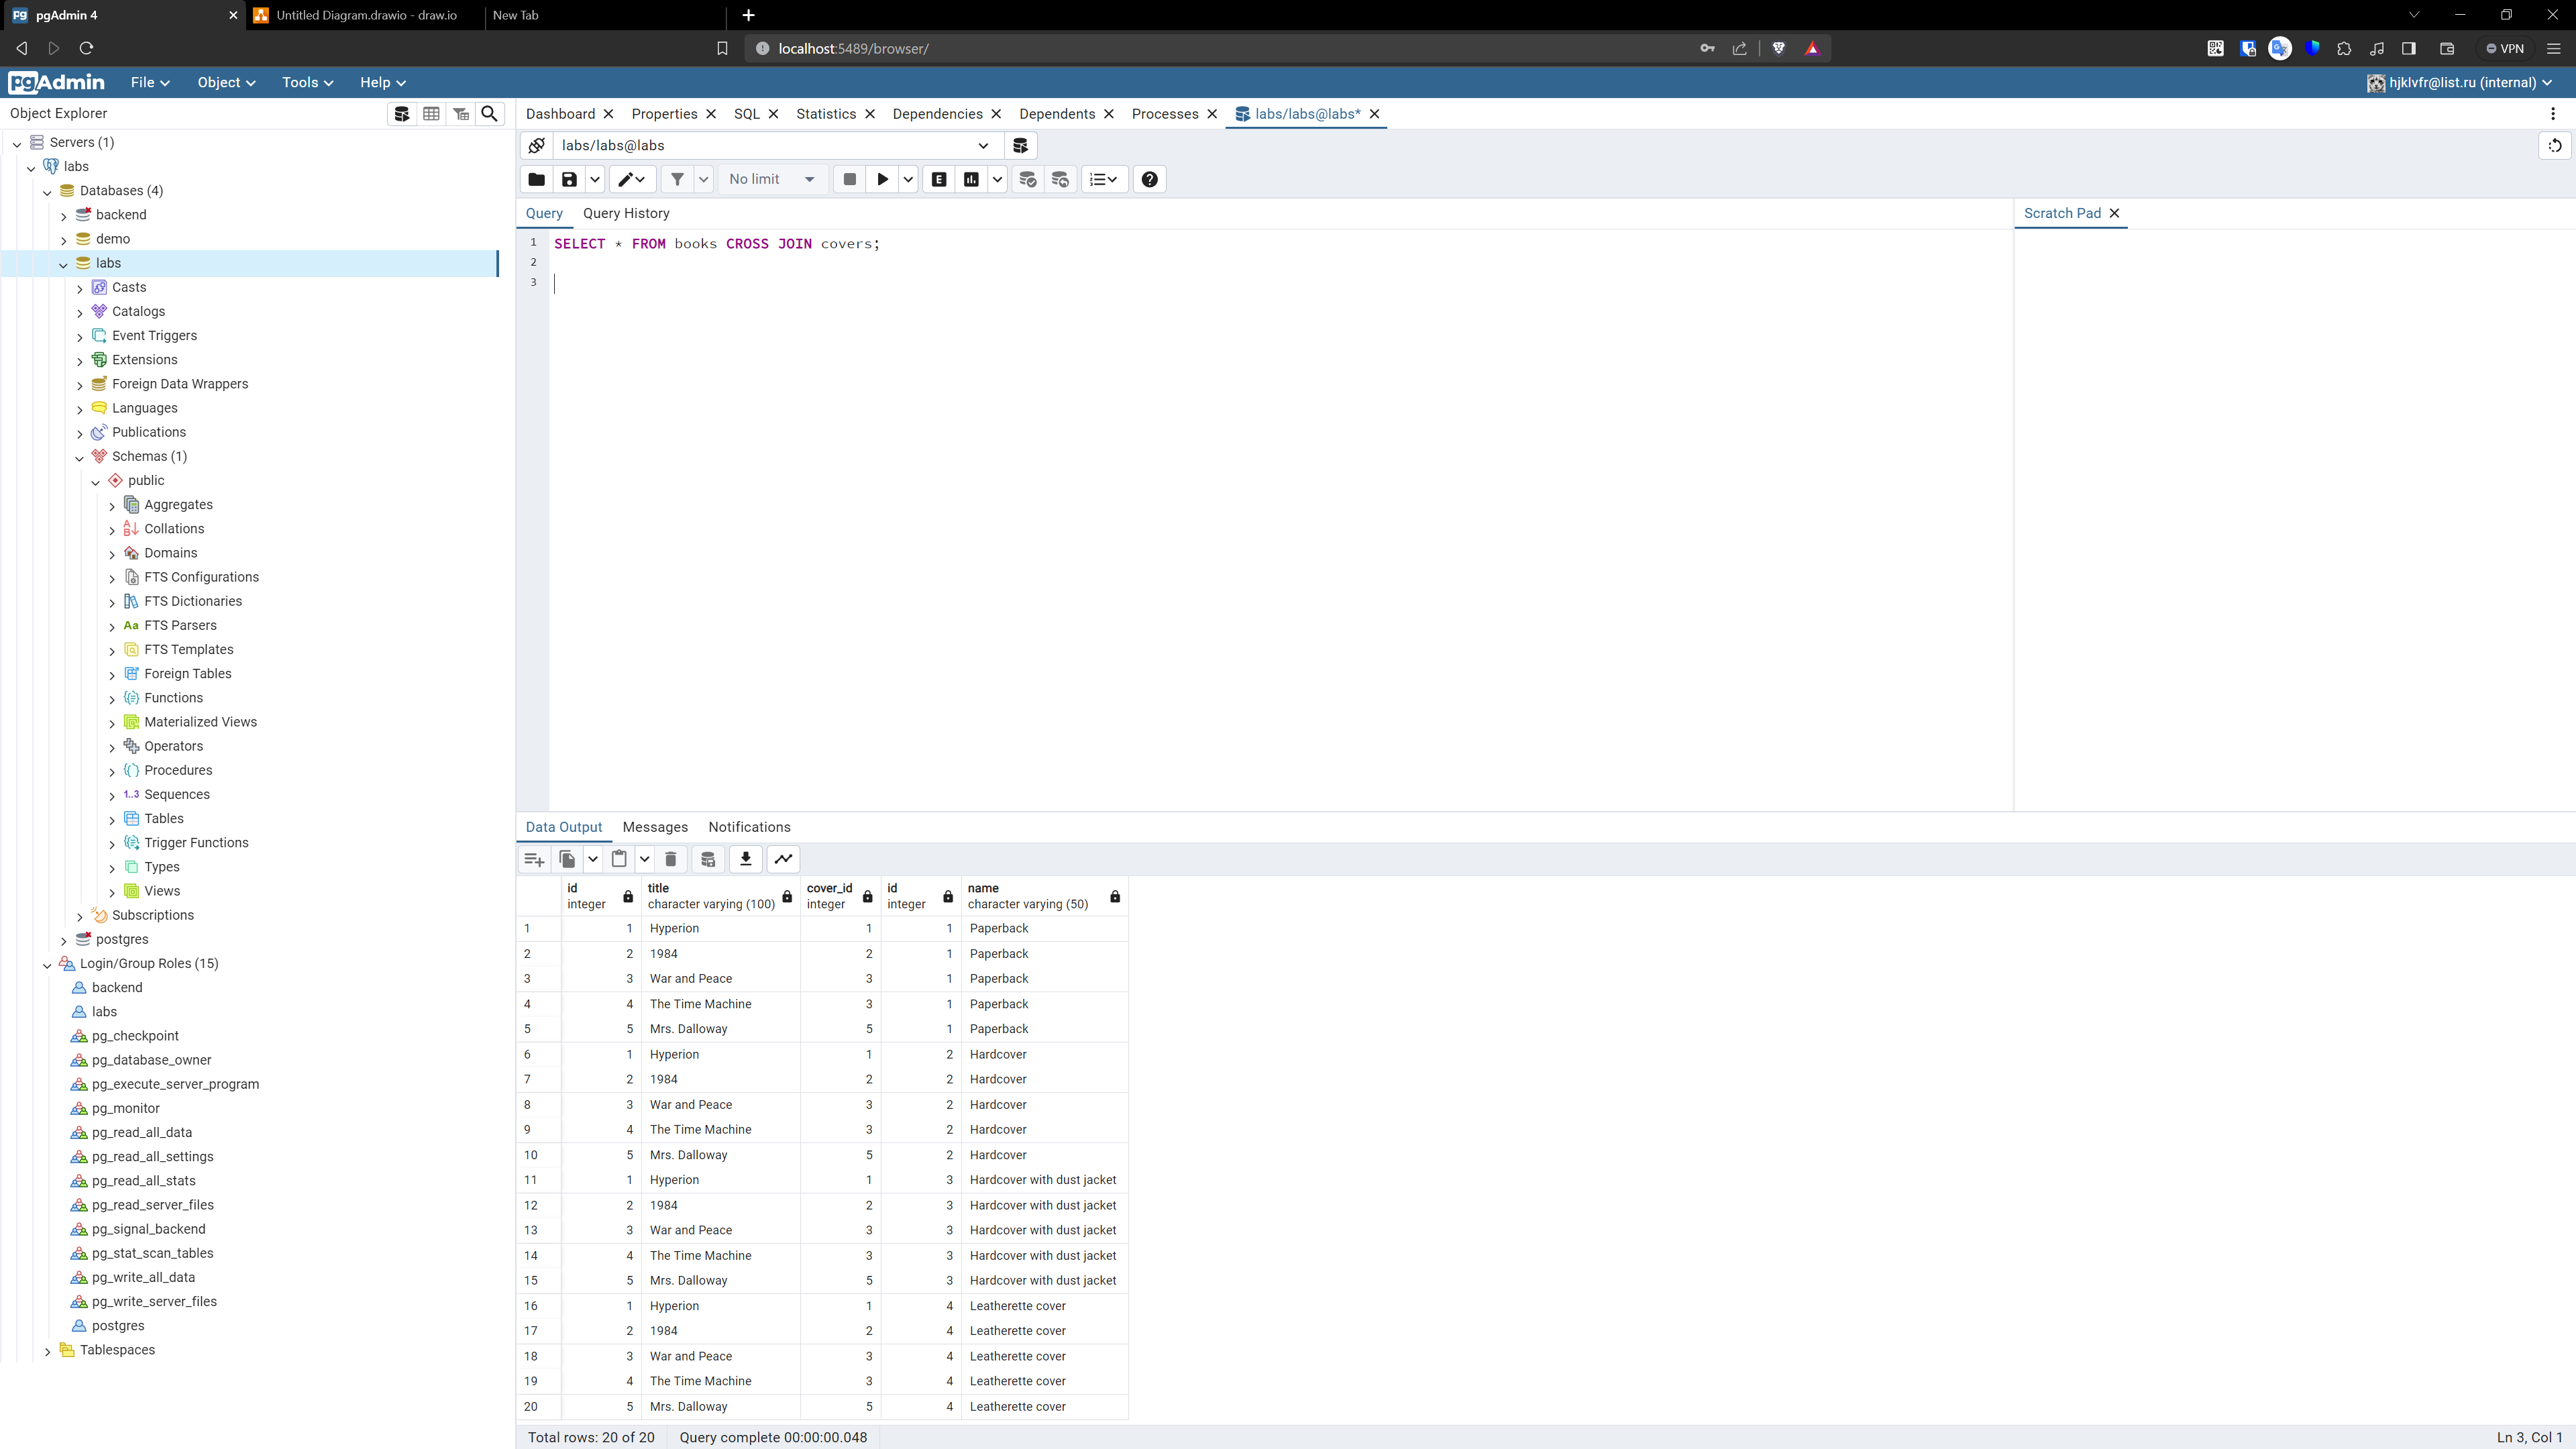 pgAdmin 4
Untitled Diagram.drawio - draw.io
New Tab
localhost:5489/browser/
VPN
pgAdmin
File
Object
Tools
Help
hjklvfr@list.ru (internal)
Object Explorer
Servers (1)
labs
Databases (4)
backend
demo
labs
Casts
Catalogs
Event Triggers
Extensions
Foreign Data Wrappers
Languages
Publications
Schemas (1)
public
Aggregates
Collations
Domains
FTS Configurations
FTS Dictionaries
Aa FTS Parsers
FTS Templates
Foreign Tables
Functions
Materialized Views
Operators
Procedures
1..3 Sequences
Tables
Trigger Functions
Types
Views
Subscriptions
postgres
Login/Group Roles (15)
backend
labs
pg_checkpoint
pg_database_owner
pg_execute_server_program
pg_monitor
pg_read_all_data
pg_read_all_settings
pg_read_all_stats
pg_read_server_files
pg_signal_backend
pg_stat_scan_tables
pg_write_all_data
pg_write_server_files
postgres
Tablespaces
Dashboard
Properties
SQL
Statistics
Dependencies
Dependents
Processes
labs/labs@labs*
labs/labs@labs
No limit
E
Query
Query History
Scratch Pad
1 SELECT * FROM books CROSS JOIN covers;
2
3
Data Output
Messages
Notifications
id title cover_id id name
integer character varying (100) integer integer character varying (50)
1 1 Hyperion 1 1 Paperback
2 2 1984 2 1 Paperback
3 3 War and Peace 3 1 Paperback
4 4 The Time Machine 3 1 Paperback
5 5 Mrs. Dalloway 5 1 Paperback
6 1 Hyperion 1 2 Hardcover
7 2 1984 2 2 Hardcover
8 3 War and Peace 3 2 Hardcover
9 4 The Time Machine 3 2 Hardcover
10 5 Mrs. Dalloway 5 2 Hardcover
11 1 Hyperion 1 3 Hardcover with dust jacket
12 2 1984 2 3 Hardcover with dust jacket
13 3 War and Peace 3 3 Hardcover with dust jacket
14 4 The Time Machine 3 3 Hardcover with dust jacket
15 5 Mrs. Dalloway 5 3 Hardcover with dust jacket
16 1 Hyperion 1 4 Leatherette cover
17 2 1984 2 4 Leatherette cover
18 3 War and Peace 3 4 Leatherette cover
19 4 The Time Machine 3 4 Leatherette cover
20 5 Mrs. Dalloway 5 4 Leatherette cover
Total rows: 20 of 20
Query complete 00:00:00.048
Ln 3, Col 1